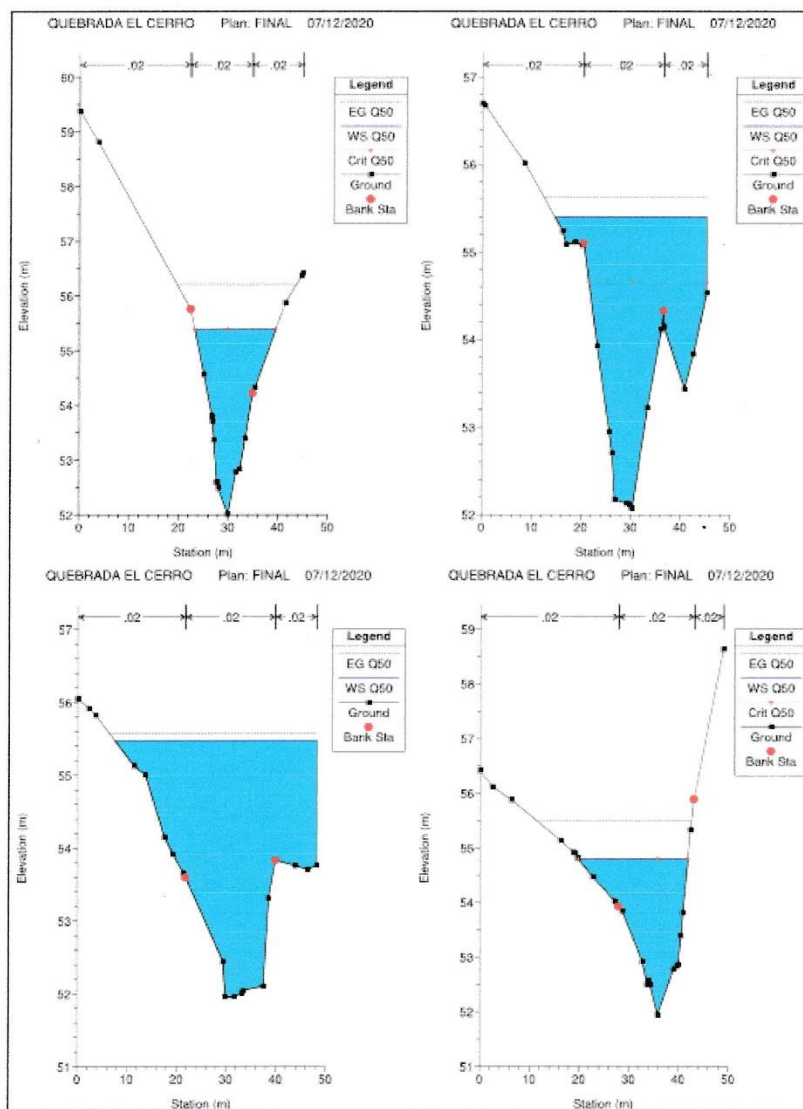 QUEBRADA EL CERRO Plan: FINAL 07/12/2020
.02 .02 .02
Legend
EG Q50
WS Q50
Crit Q50
Ground
Bank Sta
Elevation (m)
60
59
58
57
56
55
54
53
52
0 10 20 30 40 50
Station (m)
QUEBRADA EL CERRO Plan: FINAL 07/12/2020
.02 .02 .02
Legend
EG Q50
WS Q50
Crit Q50
Ground
Bank Sta
Elevation (m)
57
56
55
54
53
52
0 10 20 30 40 50
Station (m)
QUEBRADA EL CERRO Plan: FINAL 07/12/2020
.02 .02 .02
Legend
EG Q50
WS Q50
Ground
Bank Sta
Elevation (m)
57
56
55
54
53
52
51
0 10 20 30 40 50
Station (m)
QUEBRADA EL CERRO Plan: FINAL 07/12/2020
.02 .02 .02
Legend
EG Q50
WS Q50
Crit Q50
Ground
Bank Sta
Elevation (m)
59
58
57
56
55
54
53
52
51
0 10 20 30 40 50
Station (m)